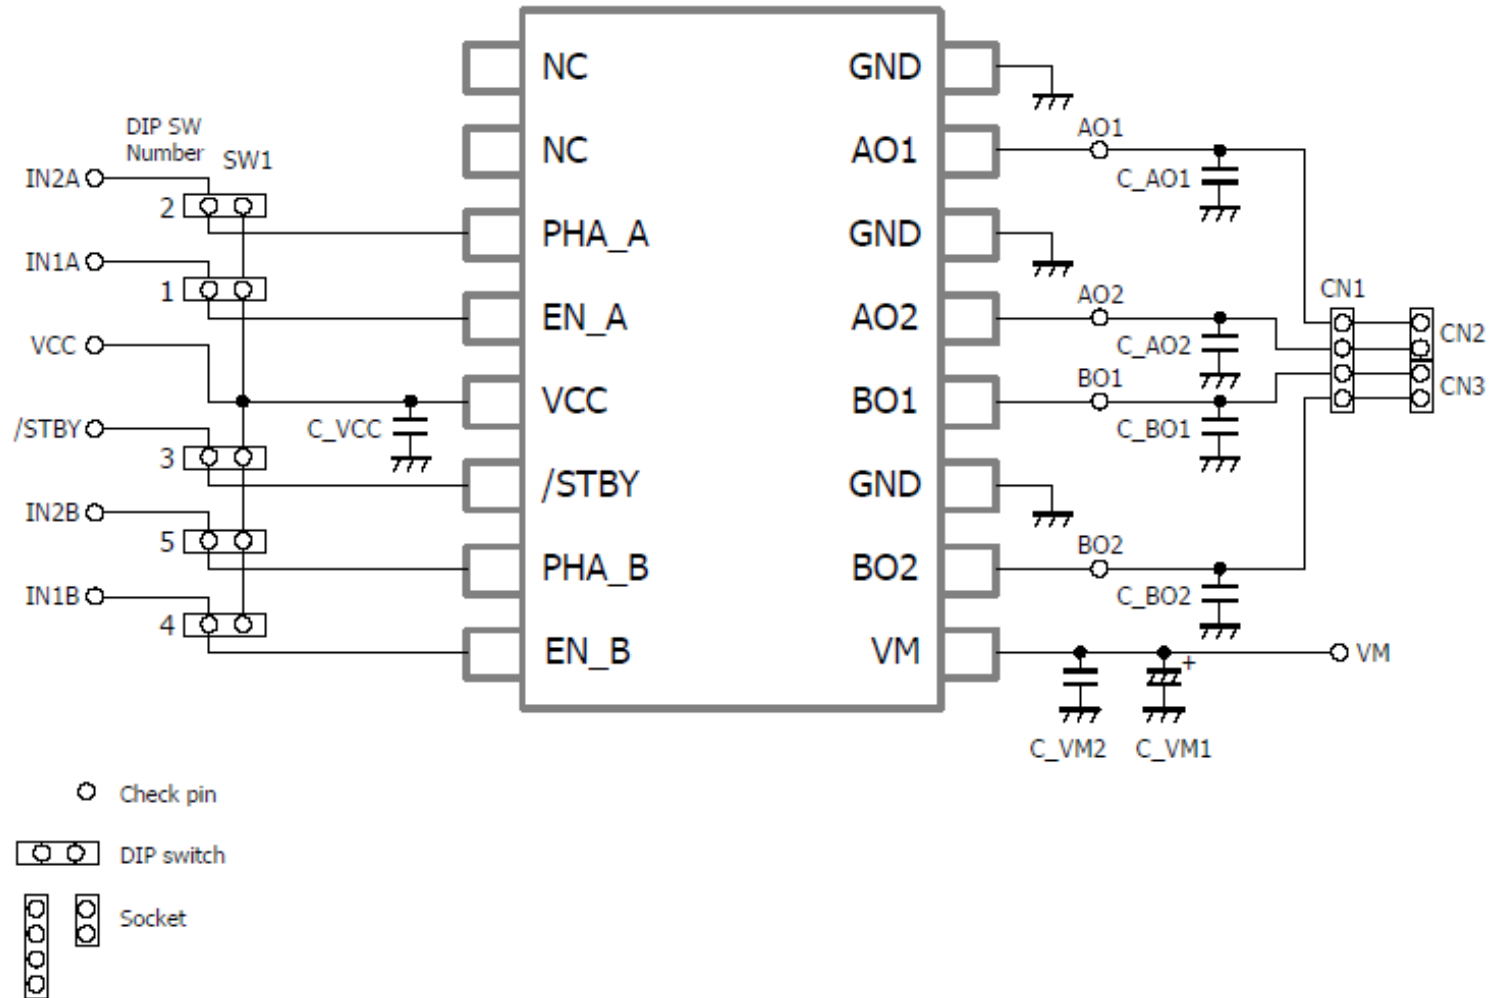 NC
GND
DIP SW
Number
SW1
AO1
NC
AO1
IN2A
C_AO1
2
PHA_A
GND
IN1A
1
AO2
CN1
EN_A
AO2
CN2
VCC
C_AO2
BO1
CN3
VCC
BO1
/STBY
C_VCC
C_BO1
3
/STBY
GND
IN2B
5
BO2
PHA_B
BO2
IN1B
C_BO2
4
EN_B
VM
VM
+
C_VM2
C_VM1
Check pin
DIP switch
Socket